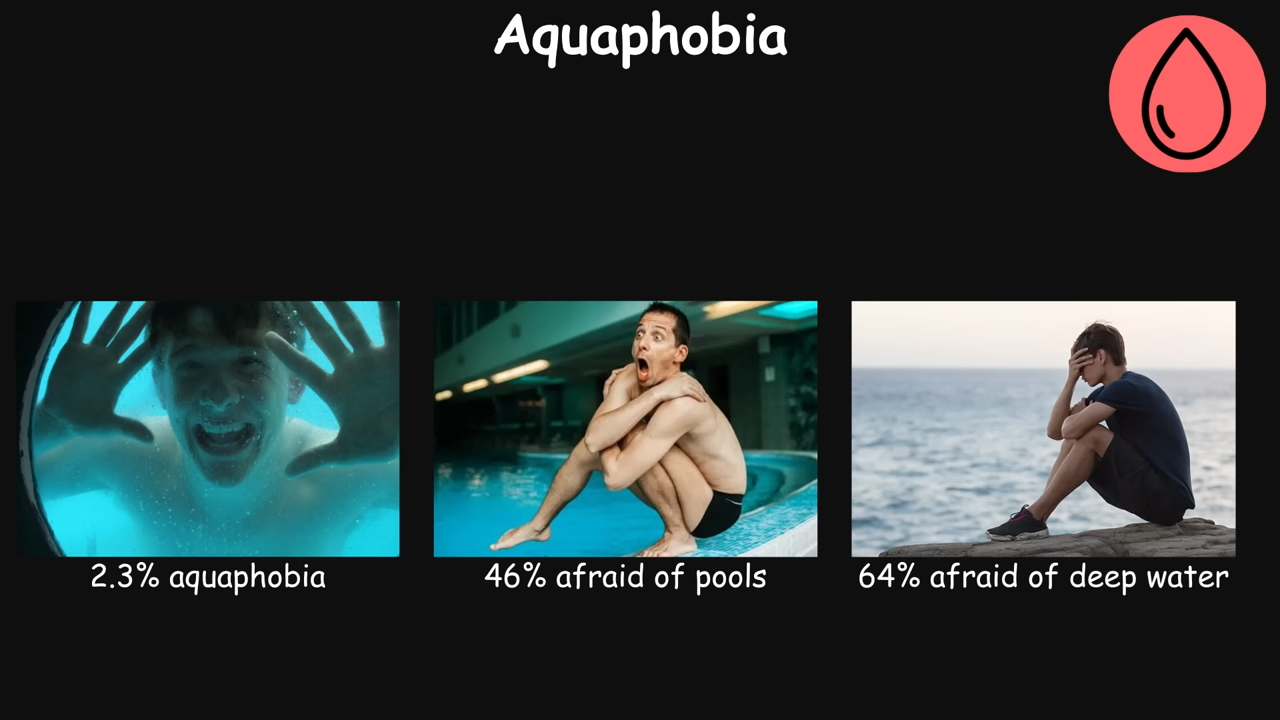 Aquaphobia
2.3% aquaphobia
46% afraid of pools
64% afraid of deep water